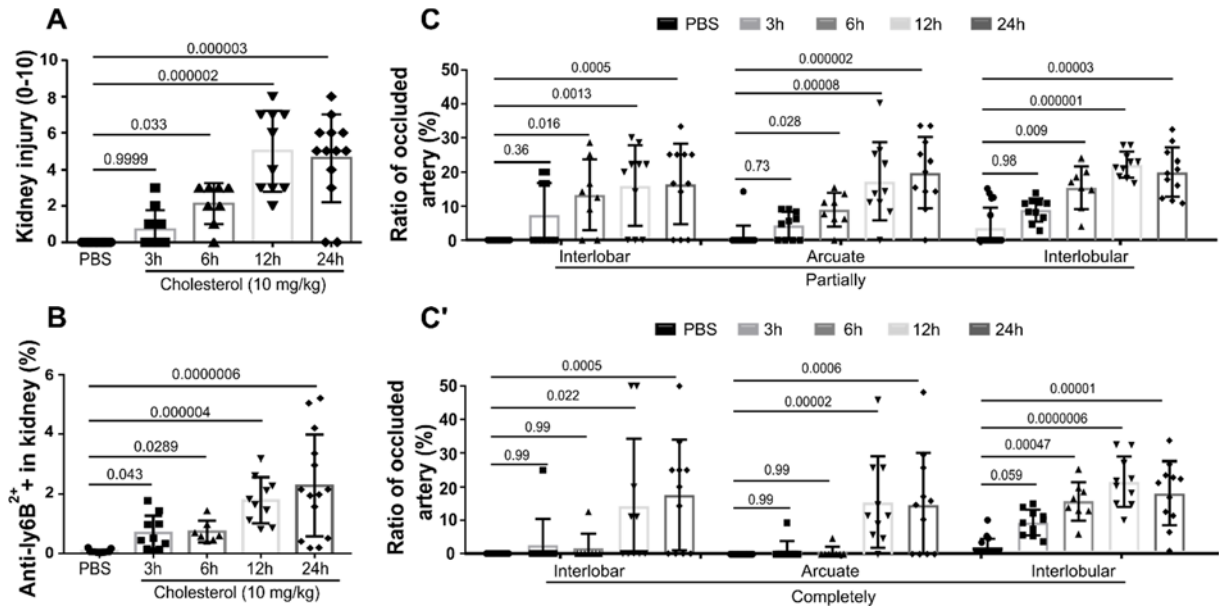 A
Kidney injury (0-10)
10
8
6
4
2
0
0.000003
0.000002
0.033
0.9999
PBS
3h
6h
12h
24h
Cholesterol (10 mg/kg)
B
Anti-ly6B²⁺ + in kidney (%)
6
4
2
0
0.0000006
0.000004
0.0289
0.043
PBS
3h
6h
12h
24h
Cholesterol (10 mg/kg)
C
PBS 3h 6h 12h 24h
Ratio of occluded
artery (%)
50
40
30
20
10
0
0.0005
0.0013
0.016
0.36
0.000002
0.00008
0.028
0.73
0.00003
0.000001
0.009
0.98
Interlobar
Arcuate
Interlobular
Partially
C'
PBS 3h 6h 12h 24h
Ratio of occluded
artery (%)
50
40
30
20
10
0
0.0005
0.022
0.99
0.99
0.0006
0.00002
0.99
0.99
0.00001
0.0000006
0.00047
0.059
Interlobar
Arcuate
Interlobular
Completely